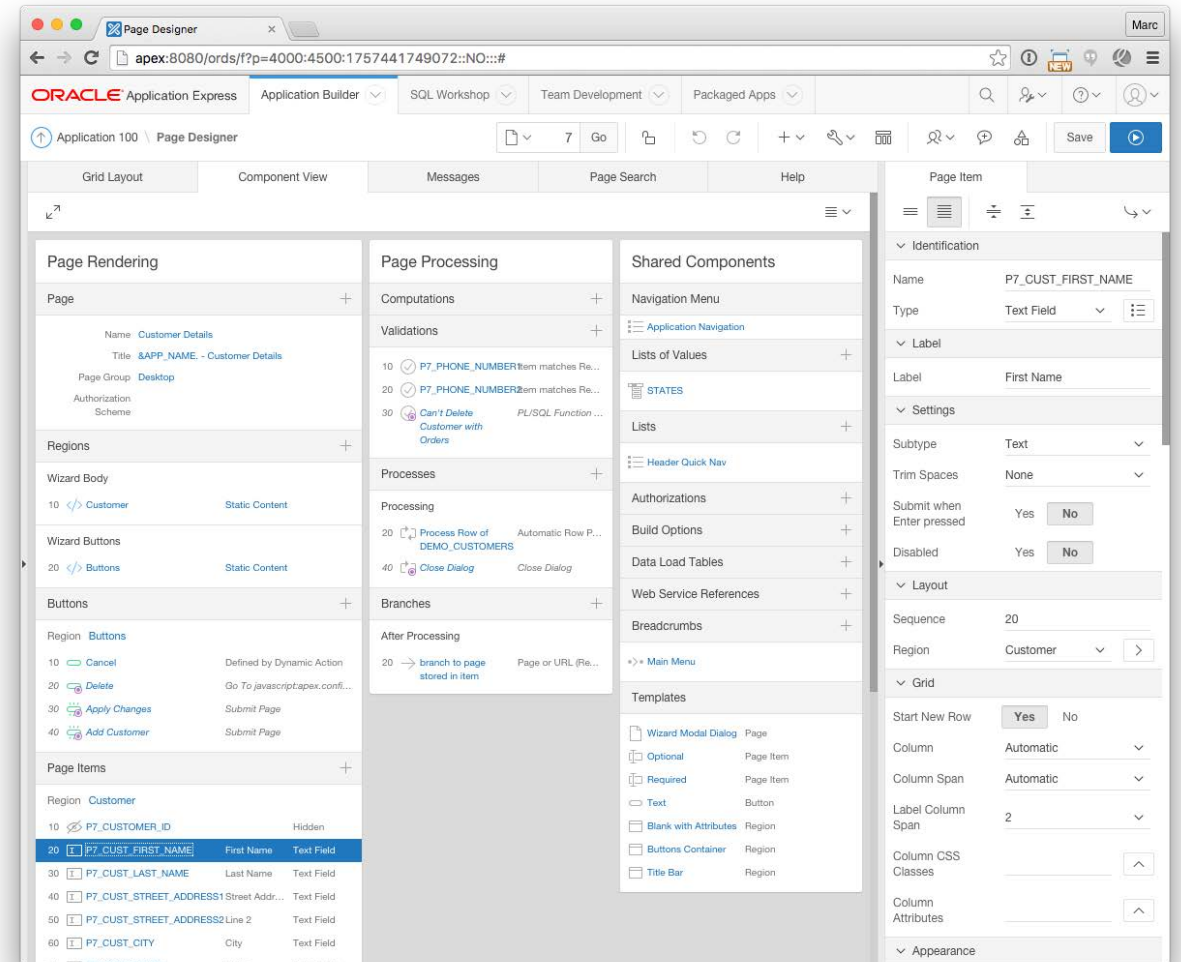 Page Designer
Marc
apex:8080/ords/f?p=4000:4500:1757441749072::NO:::#
NEW
ORACLE Application Express
Application Builder
SQL Workshop
Team Development
Packaged Apps
Application 100 \ Page Designer
7 Go
Save
Grid Layout
Component View
Messages
Page Search
Help
Page Rendering
Page
Name Customer Details
Title &APP_NAME. - Customer Details
Page Group Desktop
Authorization
Scheme
Regions
Wizard Body
10 Customer Static Content
Wizard Buttons
20 Buttons Static Content
Buttons
Region Buttons
10 Cancel Defined by Dynamic Action
20 Delete Go To javascript:apex.confi...
30 Apply Changes Submit Page
40 Add Customer Submit Page
Page Items
Region Customer
10 P7_CUSTOMER_ID Hidden
20 P7_CUST_FIRST_NAME First Name Text Field
30 P7_CUST_LAST_NAME Last Name Text Field
40 P7_CUST_STREET_ADDRESS1 Street Addr... Text Field
50 P7_CUST_STREET_ADDRESS2 Line 2 Text Field
60 P7_CUST_CITY City Text Field
Page Processing
Computations
Validations
10 P7_PHONE_NUMBER1 Item matches Re...
20 P7_PHONE_NUMBER2 Item matches Re...
30 Can't Delete PL/SQL Function ...
Customer with
Orders
Processes
Processing
20 Process Row of Automatic Row P...
DEMO_CUSTOMERS
40 Close Dialog Close Dialog
Branches
After Processing
20 branch to page Page or URL (Re...
stored in item
Shared Components
Navigation Menu
Application Navigation
Lists of Values
STATES
Lists
Header Quick Nav
Authorizations
Build Options
Data Load Tables
Web Service References
Breadcrumbs
Main Menu
Templates
Wizard Modal Dialog Page
Optional Page Item
Required Page Item
Text Button
Blank with Attributes Region
Buttons Container Region
Title Bar Region
Page Item
Identification
Name P7_CUST_FIRST_NAME
Type Text Field
Label
Label First Name
Settings
Subtype Text
Trim Spaces None
Submit when
Enter pressed Yes No
Disabled Yes No
Layout
Sequence 20
Region Customer
Grid
Start New Row Yes No
Column Automatic
Column Span Automatic
Label Column
Span 2
Column CSS
Classes
Column
Attributes
Appearance